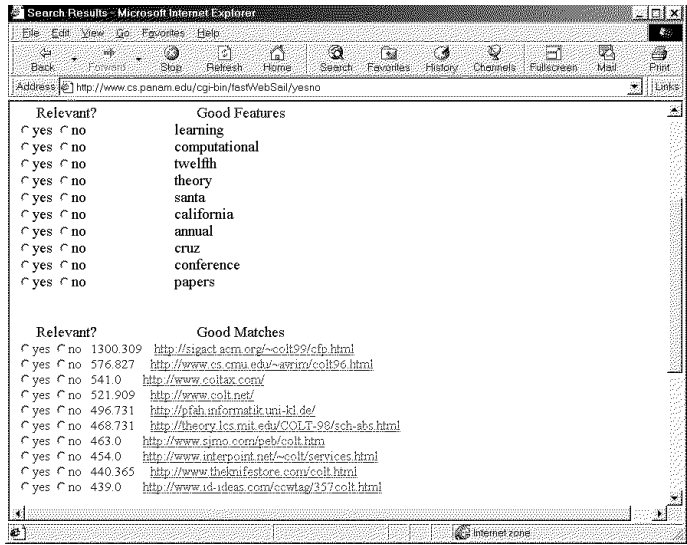 Search Results - Microsoft Internet Explorer
File Edit View Go Favorites Help
Back Forward Stop Refresh Home Search Favorites History Channels Fullscreen Mail Print
Address http://www.cs.panam.edu/cgi-bin/fastWebSail/yesno Links
Relevant? Good Features
yes no learning
yes no computational
yes no twelfth
yes no theory
yes no santa
yes no california
yes no annual
yes no cruz
yes no conference
yes no papers
Relevant? Good Matches
yes no 1300.309 http://sigact.acm.org/~colt99/cfp.html
yes no 576.827 http://www.cs.cmu.edu/~avrim/colt96.html
yes no 541.0 http://www.coltax.com/
yes no 521.909 http://www.colt.net/
yes no 496.731 http://pfah.informatik.uni-kl.de/
yes no 468.731 http://theory.lcs.mit.edu/COLT-98/sch-abs.html
yes no 463.0 http://www.sjmo.com/peb/colt.htm
yes no 454.0 http://www.interpoint.net/~colt/services.html
yes no 440.365 http://www.theknifestore.com/colt.html
yes no 439.0 http://www.id-ideas.com/ccwtag/357colt.html
Internet zone